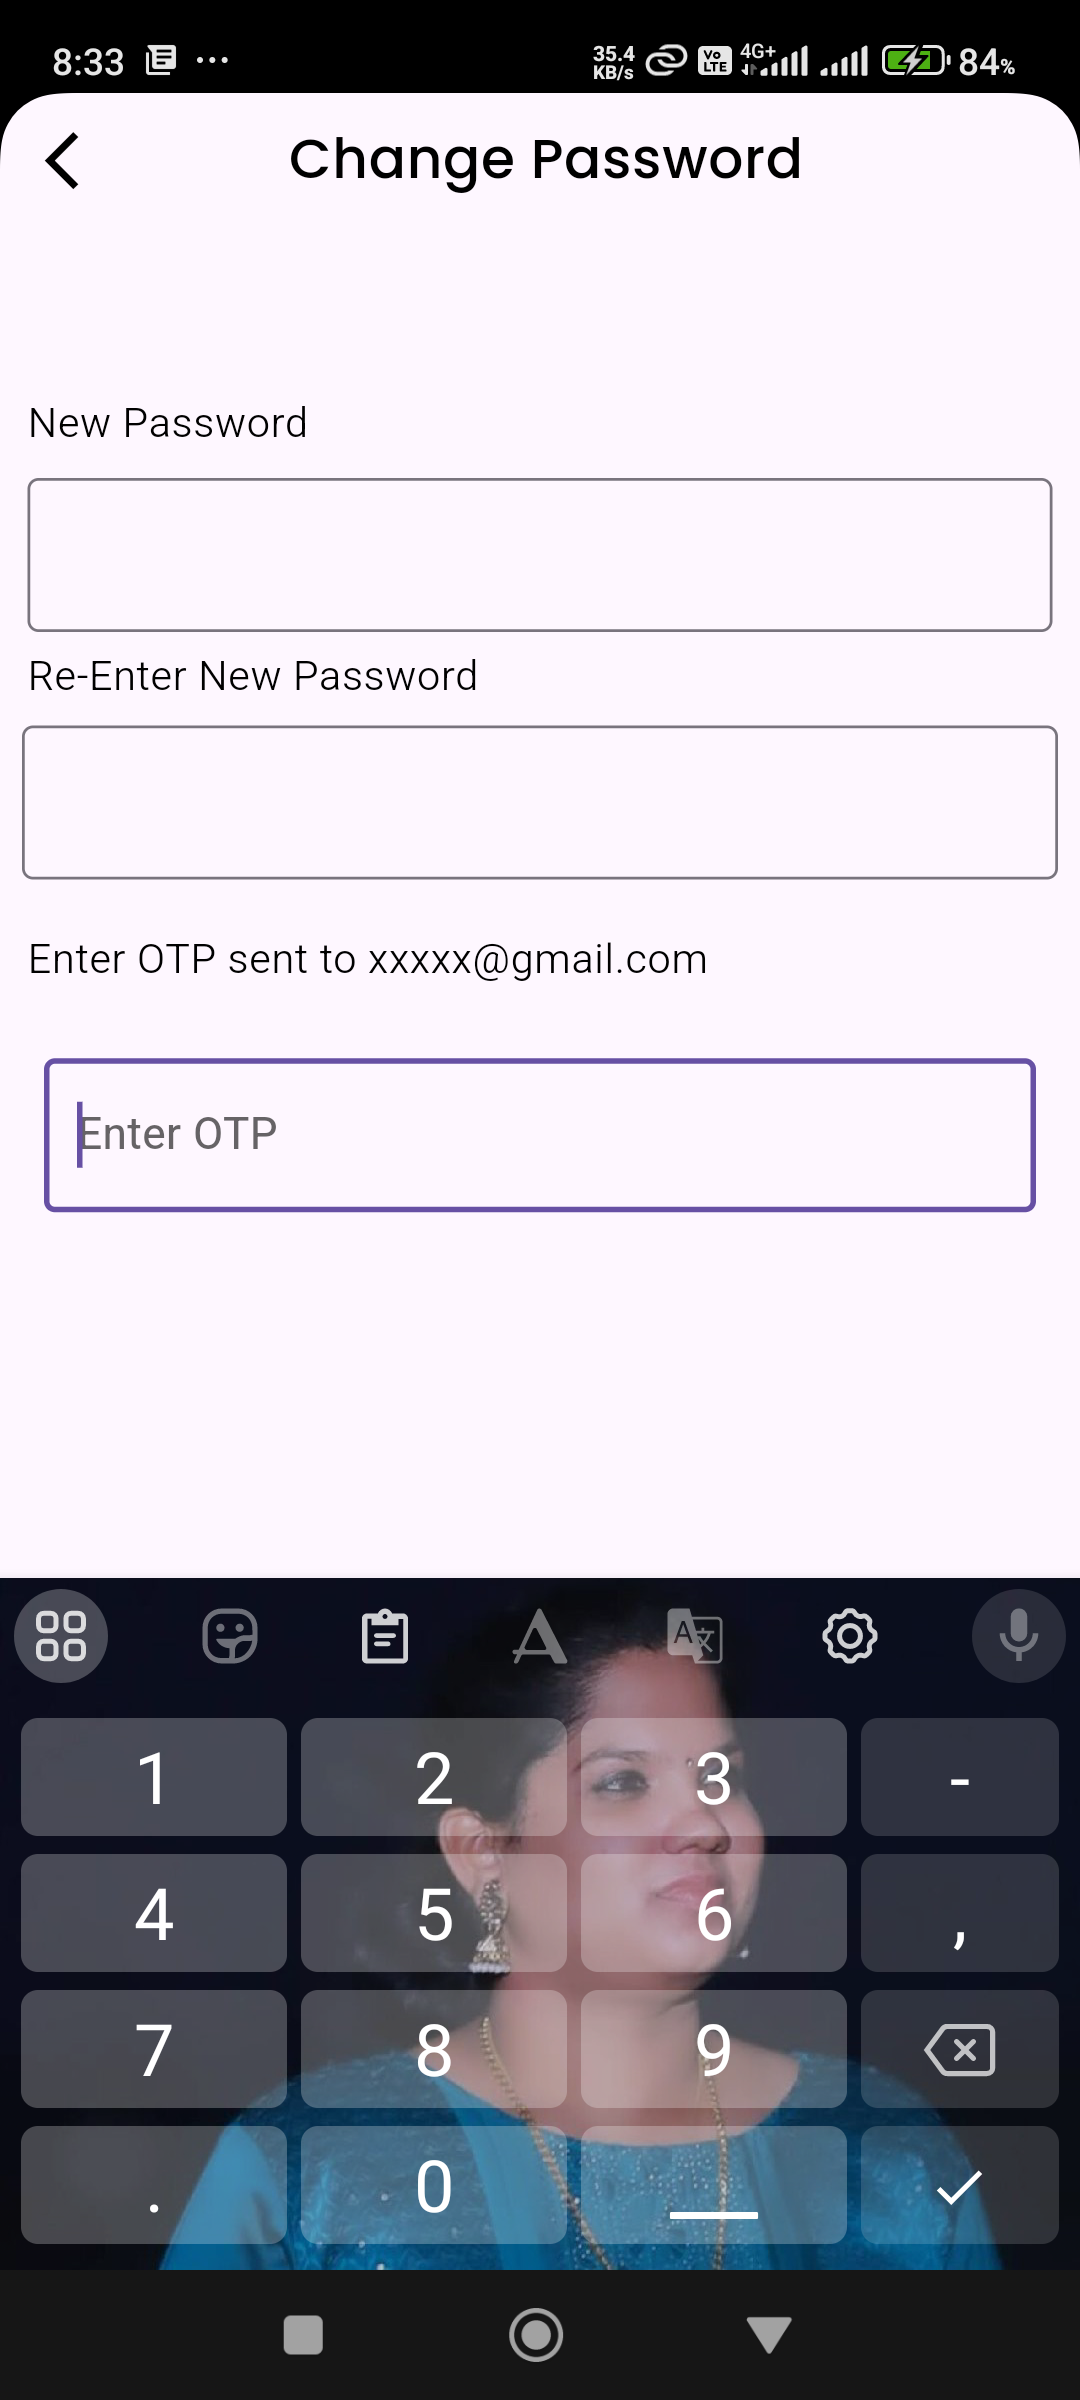 8:33 35.4 KB/s Vo LTE 4G+ 84%
Change Password
New Password
Re-Enter New Password
Enter OTP sent to xxxxx@gmail.com
Enter OTP
A 文
1 2 3 -
4 5 6 ,
7 8 9
. 0